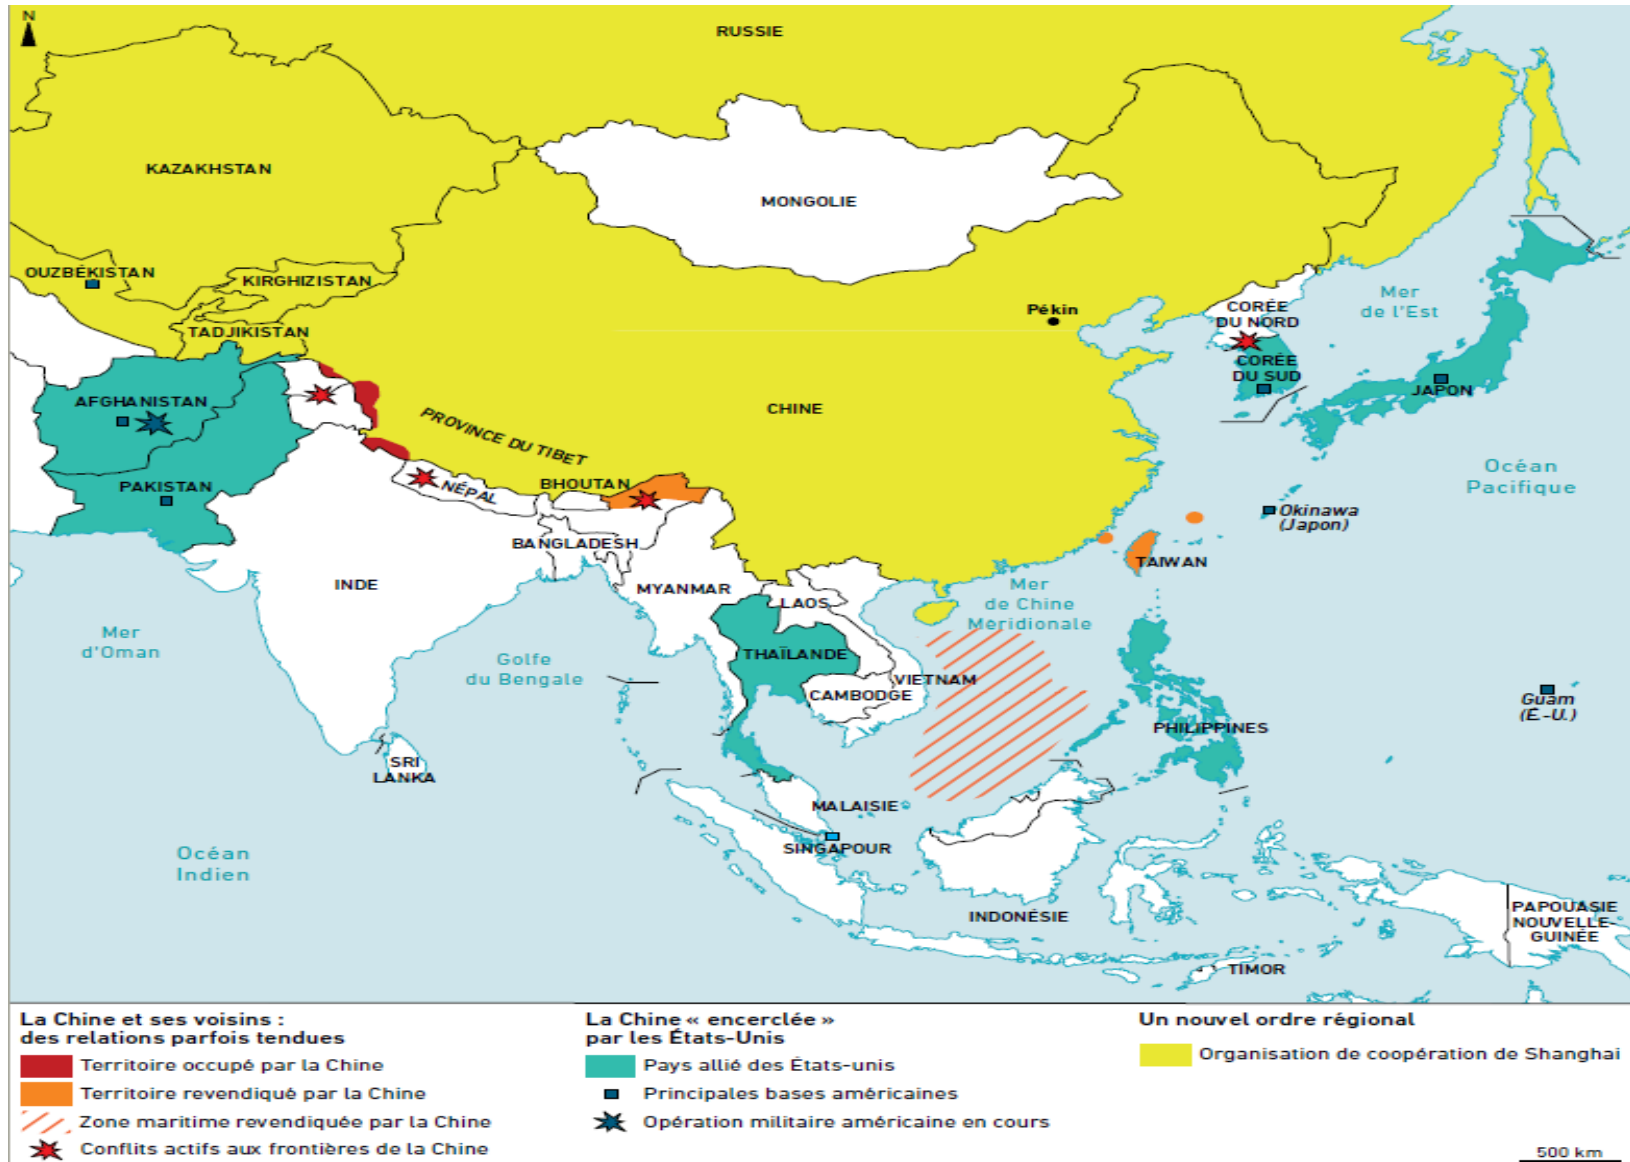 N
RUSSIE
KAZAKHSTAN
MONGOLIE
OUZBÉKISTAN
KIRGHIZISTAN
TADJIKISTAN
Pékin
CORÉE
DU NORD
Mer
de l'Est
CORÉE
DU SUD
JAPON
AFGHANISTAN
CHINE
PROVINCE DU TIBET
PAKISTAN
NÉPAL
BHOUTAN
Océan
Pacifique
Okinawa
(Japon)
BANGLADESH
TAIWAN
INDE
MYANMAR
LAOS
Mer
de Chine
Méridionale
Mer
d'Oman
Golfe
du Bengale
THAÏLANDE
VIETNAM
CAMBODGE
Guam
(É.-U.)
PHILIPPINES
SRI
LANKA
MALAISIE
SINGAPOUR
Océan
Indien
INDONÉSIE
PAPOUASIE
NOUVELLE-
GUINÉE
TIMOR
La Chine et ses voisins :
des relations parfois tendues
Territoire occupé par la Chine
Territoire revendiqué par la Chine
Zone maritime revendiquée par la Chine
Conflits actifs aux frontières de la Chine
La Chine « encerclée »
par les États-Unis
Pays allié des États-unis
Principales bases américaines
Opération militaire américaine en cours
Un nouvel ordre régional
Organisation de coopération de Shanghai
500 km